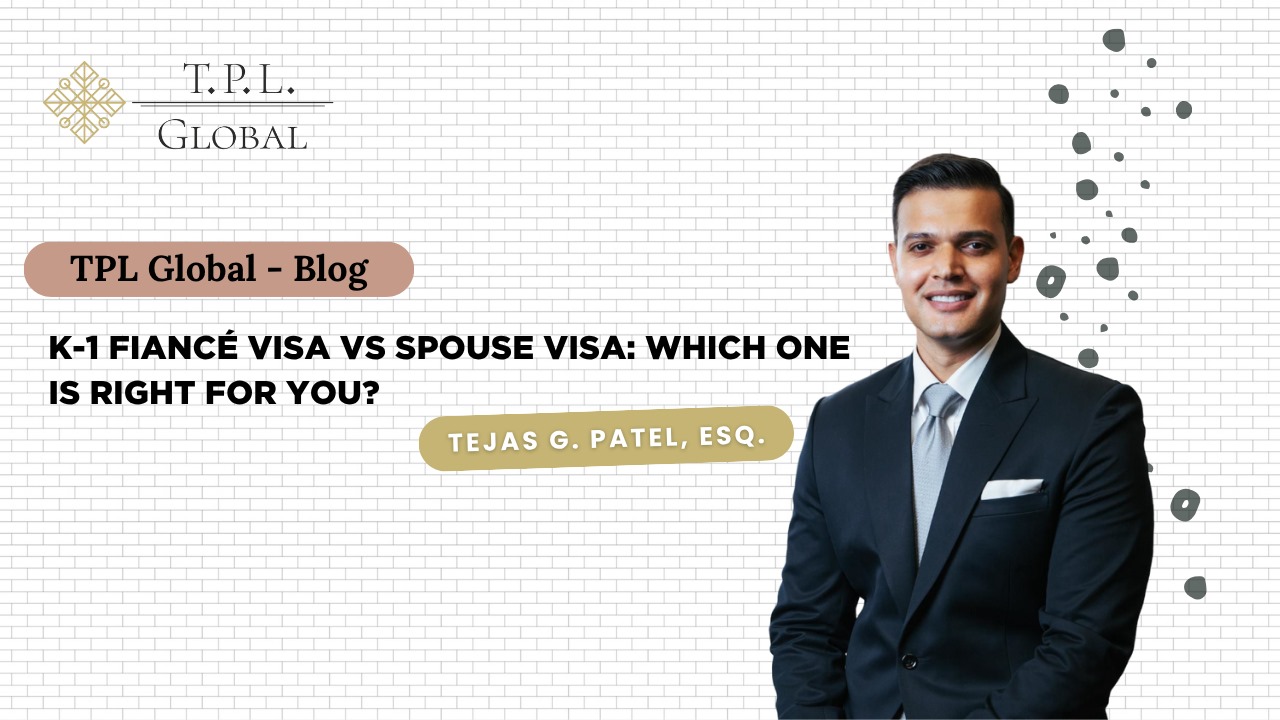 T.P.L.
GLOBAL
TPL Global - Blog
K-1 FIANCÉ VISA VS SPOUSE VISA: WHICH ONE
IS RIGHT FOR YOU?
TEJAS G. PATEL, ESQ.